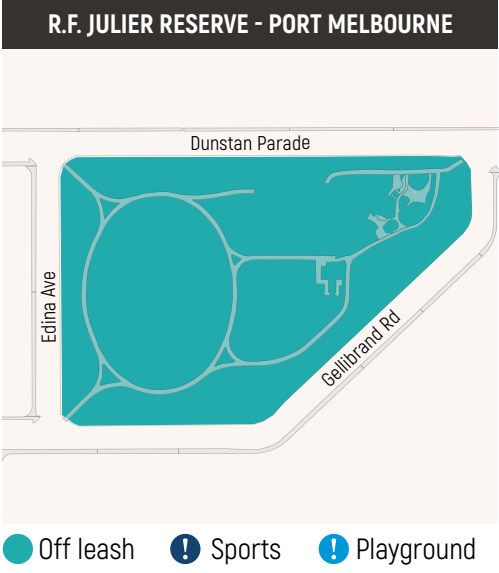 R.F. JULIER RESERVE - PORT MELBOURNE
Dunstan Parade
Edina Ave
Gellibrand Rd
Off leash
! Sports
! Playground